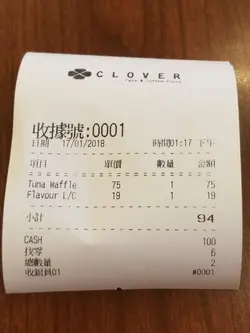 CLOVER
Cake & Coffee House
收據號:0001
日期 17/01/2018 時間01:17 下午
項目 單價 數量 金額
Tuna Waffle 75 1 75
Flavour L/C 19 1 19
小計 94
CASH 100
找零 6
總數量 2
收銀員01 #0001